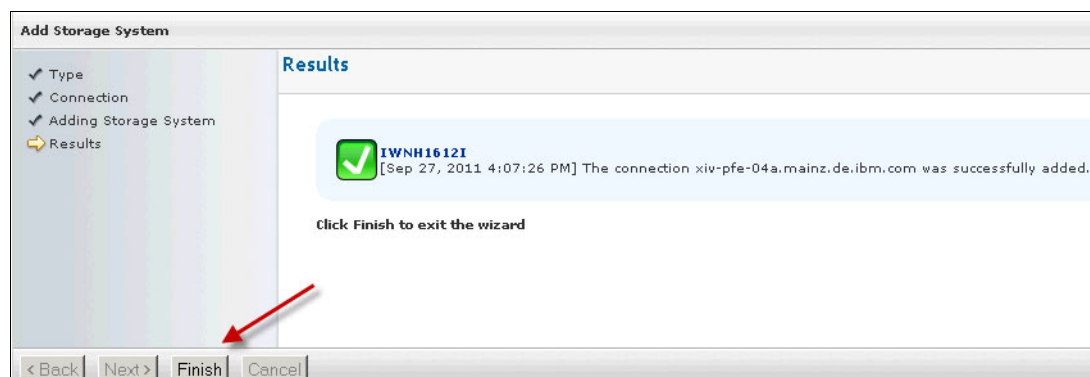 Add Storage System
Type
Connection
Adding Storage System
Results
Results
IWNH1612I
[Sep 27, 2011 4:07:26 PM] The connection xiv-pfe-04a.mainz.de.ibm.com was successfully added.
Click Finish to exit the wizard
< Back Next > Finish Cancel